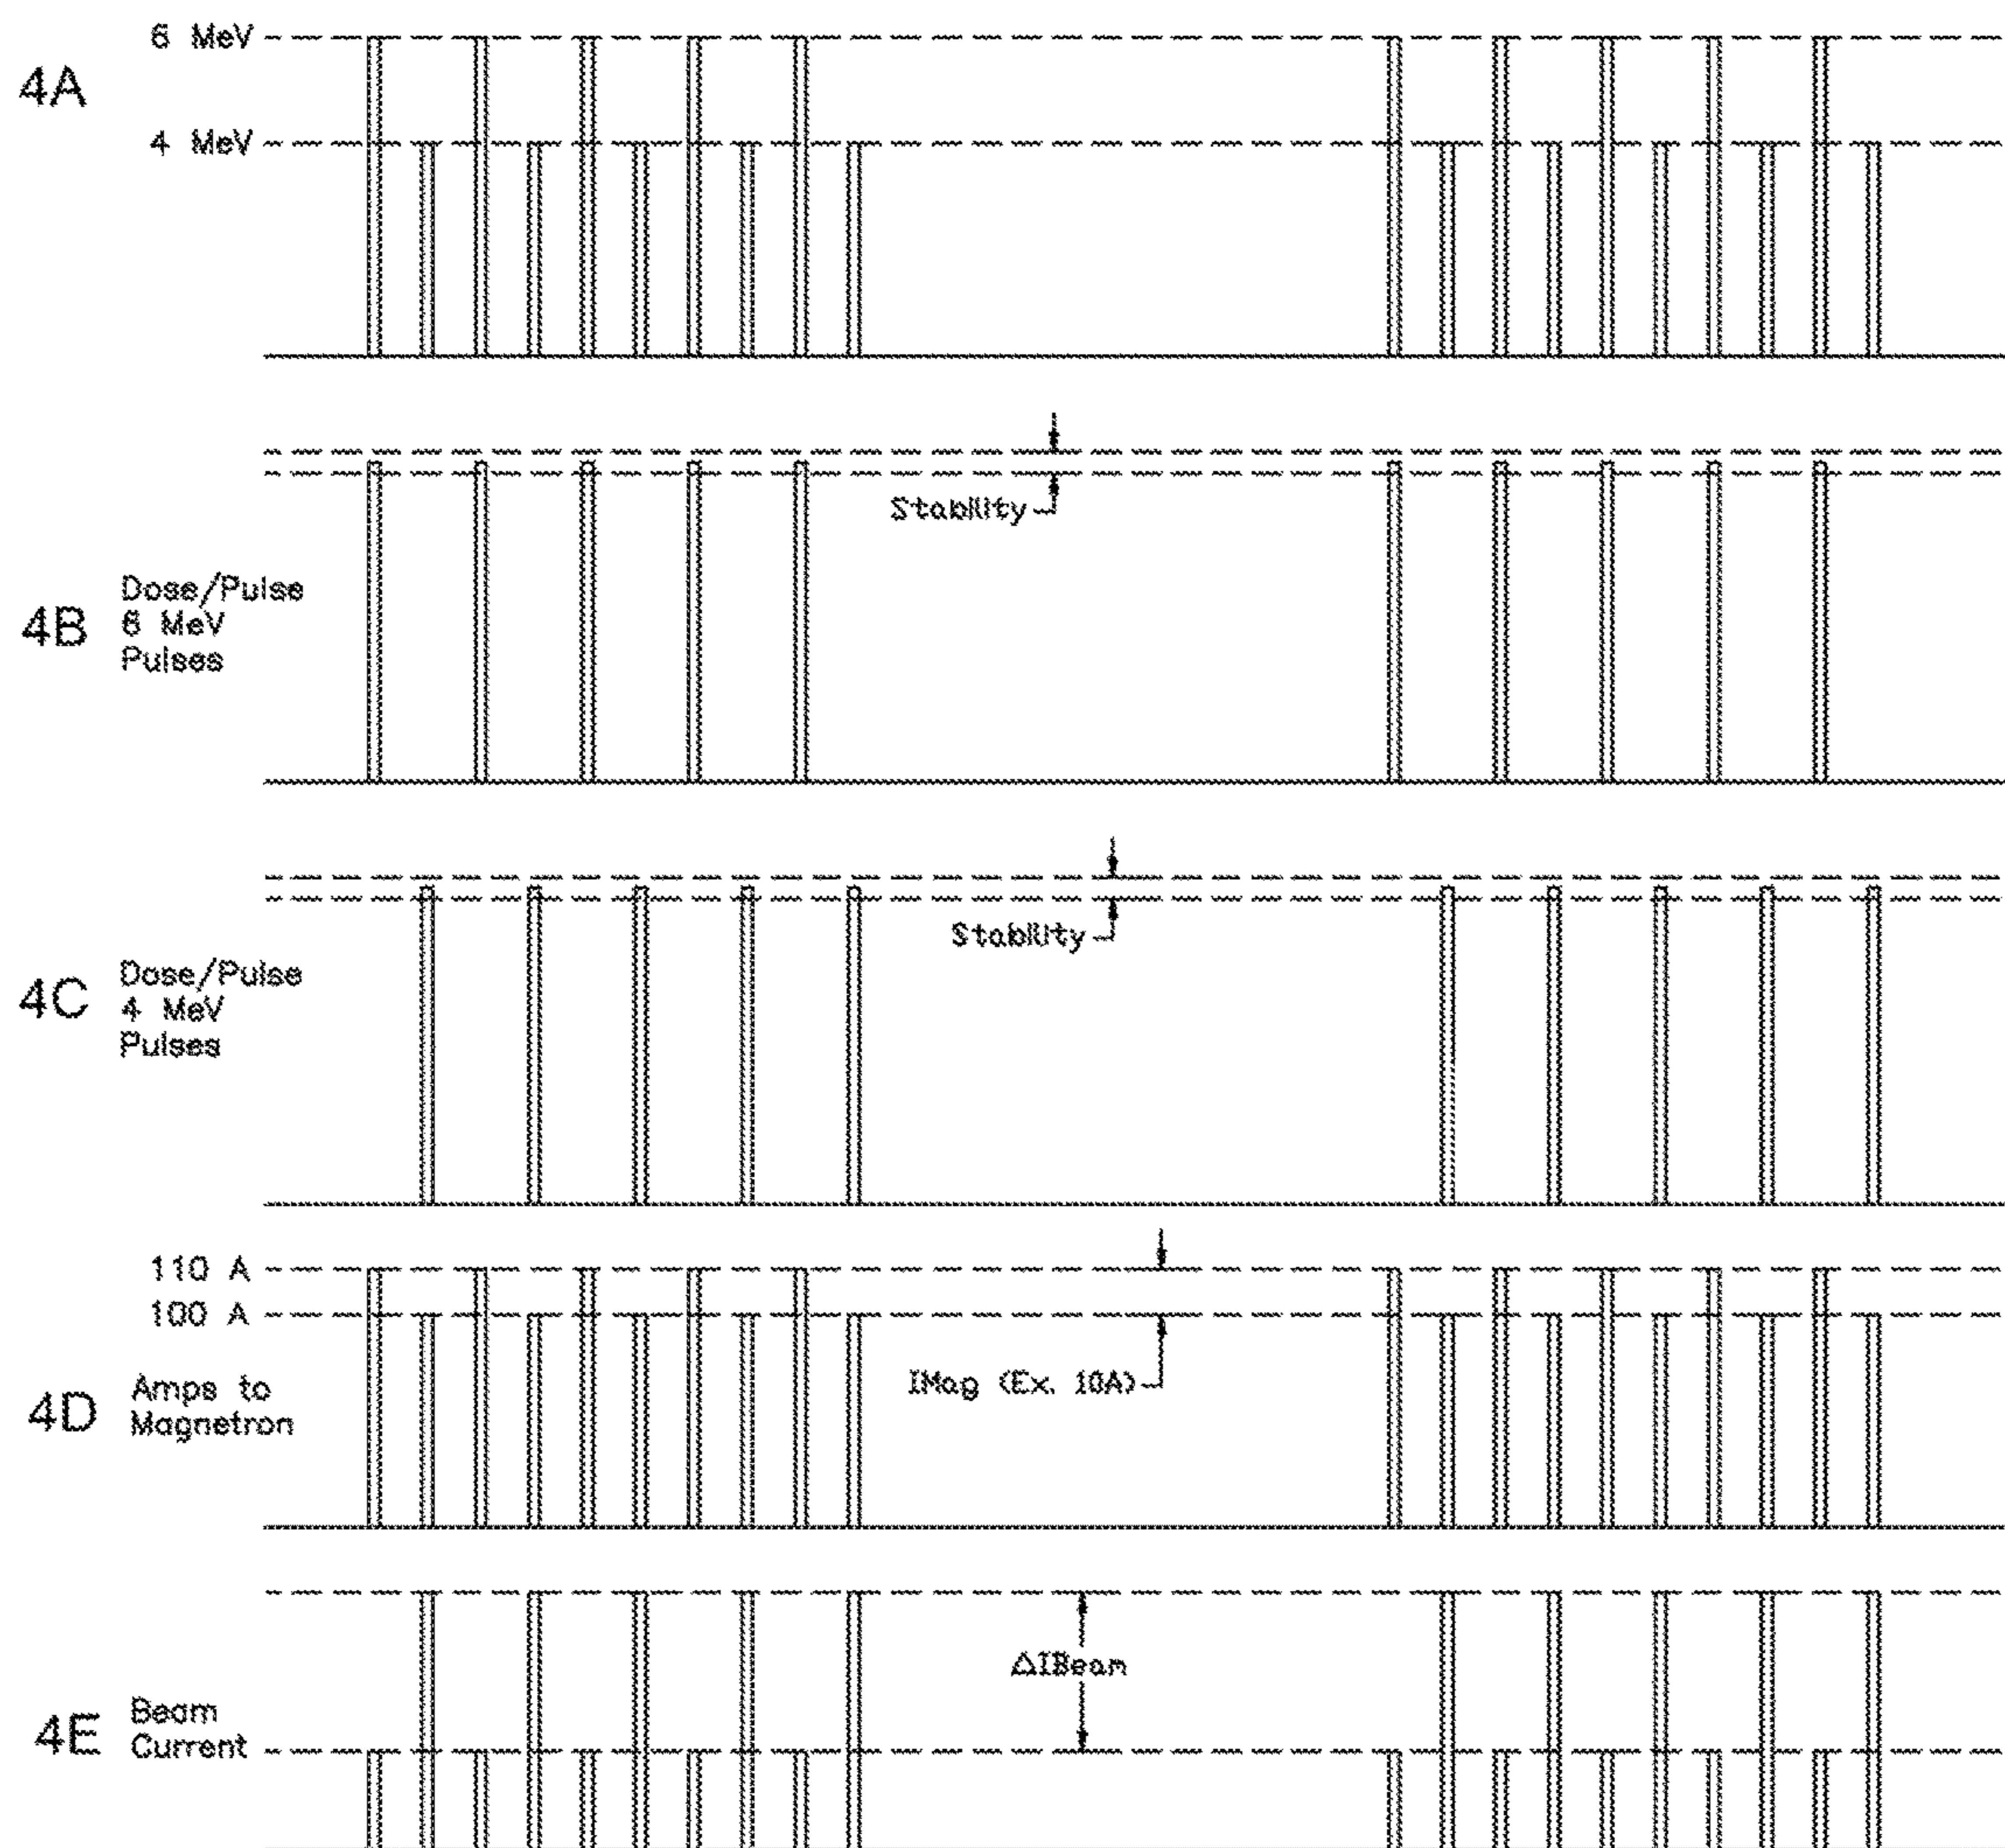 6 MeV
4A
4 MeV
Stability
Dose/Pulse
4B
6 MeV
Pulses
Stability
Dose/Pulse
4C
4 MeV
Pulses
110 A
100 A
IMag (Ex. 10A)
Amps to
4D
Magnetron
ΔIBeam
Beam
4E
Current